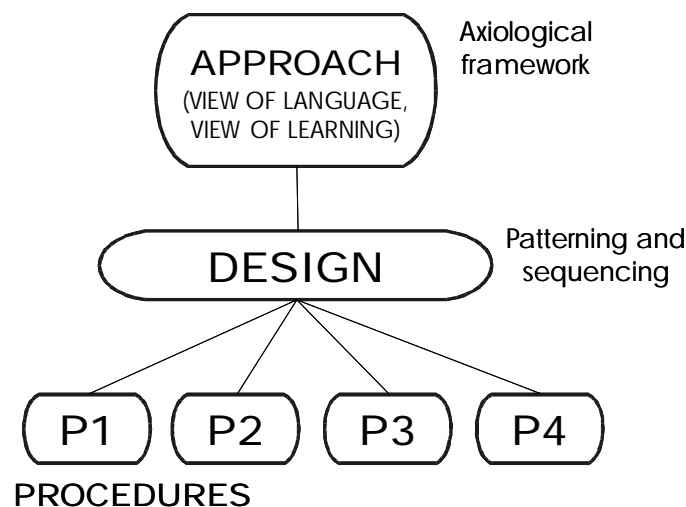 APPROACH
(VIEW OF LANGUAGE,
VIEW OF LEARNING)
Axiological
framework
DESIGN
Patterning and
sequencing
P1 P2 P3 P4
PROCEDURES